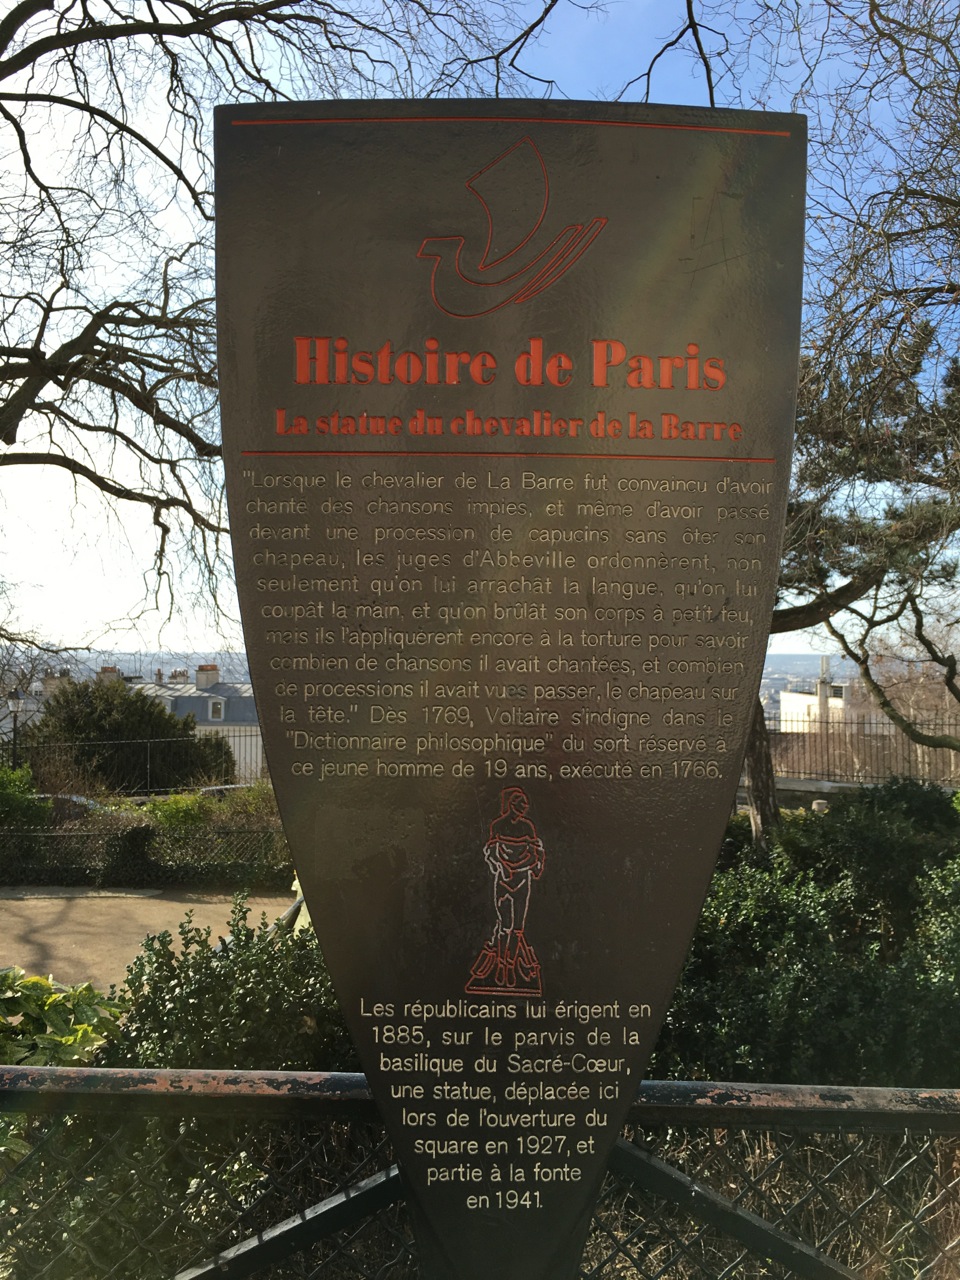 Histoire de Paris
La statue du chevalier de la Barre
"Lorsque le chevalier de La Barre fut convaincu d'avoir
chanté des chansons impies, et même d'avoir passé
devant une procession de capucins sans ôter son
chapeau, les juges d'Abbeville ordonnèrent, non
seulement qu'on lui arrachât la langue, qu'on lui
coupât la main, et qu'on brûlât son corps à petit feu,
mais ils l'appliquèrent encore à la torture pour savoir
combien de chansons il avait chantées, et combien
de processions il avait vues passer, le chapeau sur
la tête." Dès 1769, Voltaire s'indigne dans le
"Dictionnaire philosophique" du sort réservé à
ce jeune homme de 19 ans, exécuté en 1766.
Les républicains lui érigent en
1885, sur le parvis de la
basilique du Sacré-Cœur,
une statue, déplacée ici
lors de l'ouverture du
square en 1927, et
partie à la fonte
en 1941.